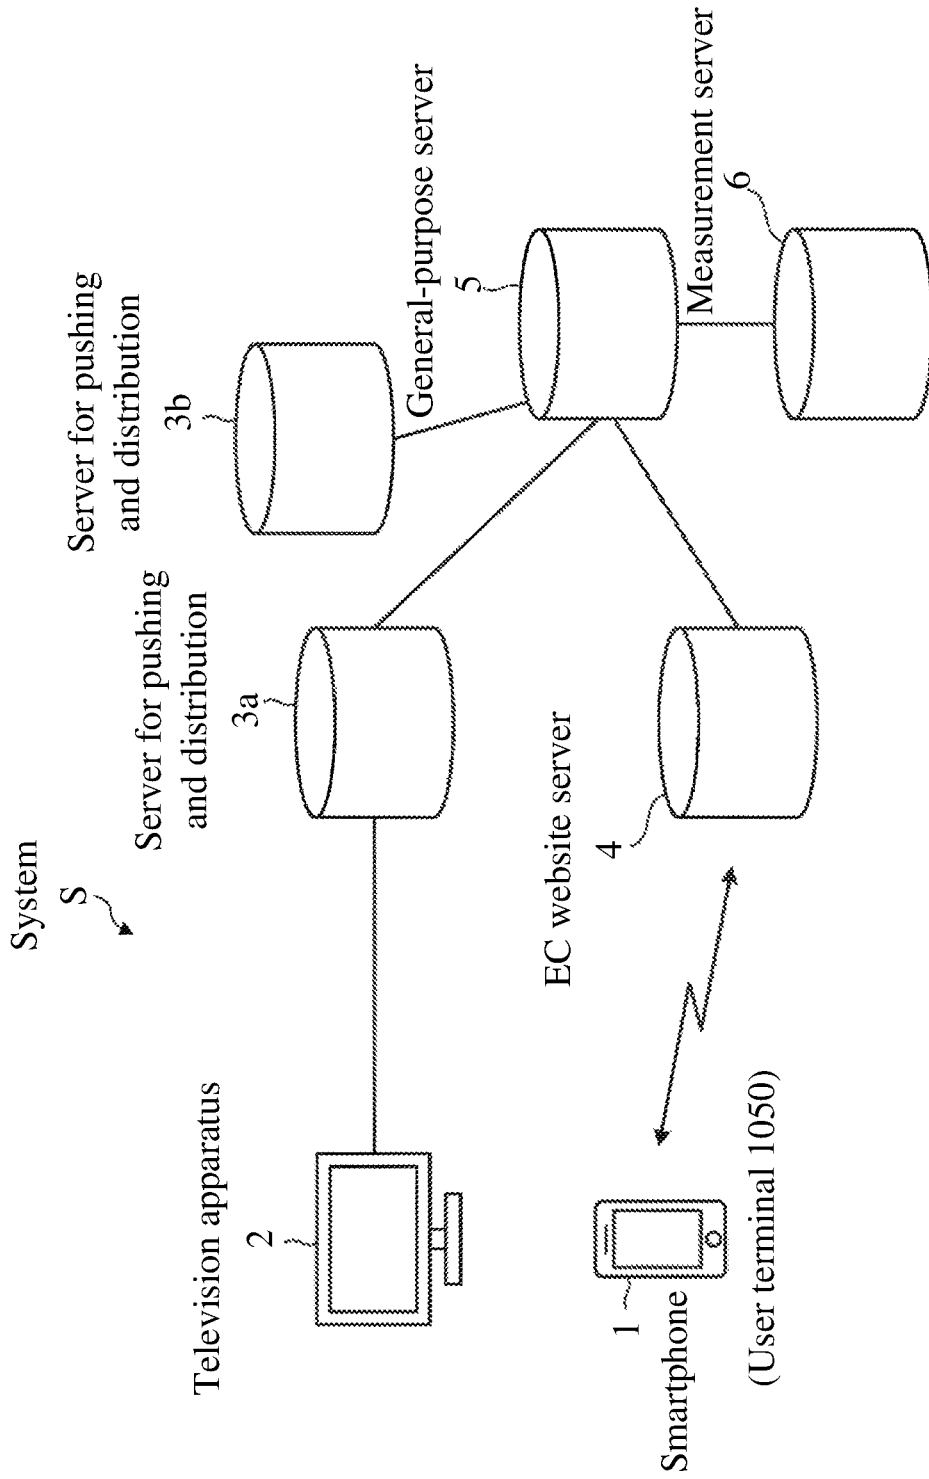 System
S
Server for pushing
and distribution
3b
Server for pushing
and distribution
3a
General-purpose server
5
Measurement server
6
Television apparatus
2
EC website server
4
1
Smartphone
(User terminal 1050)